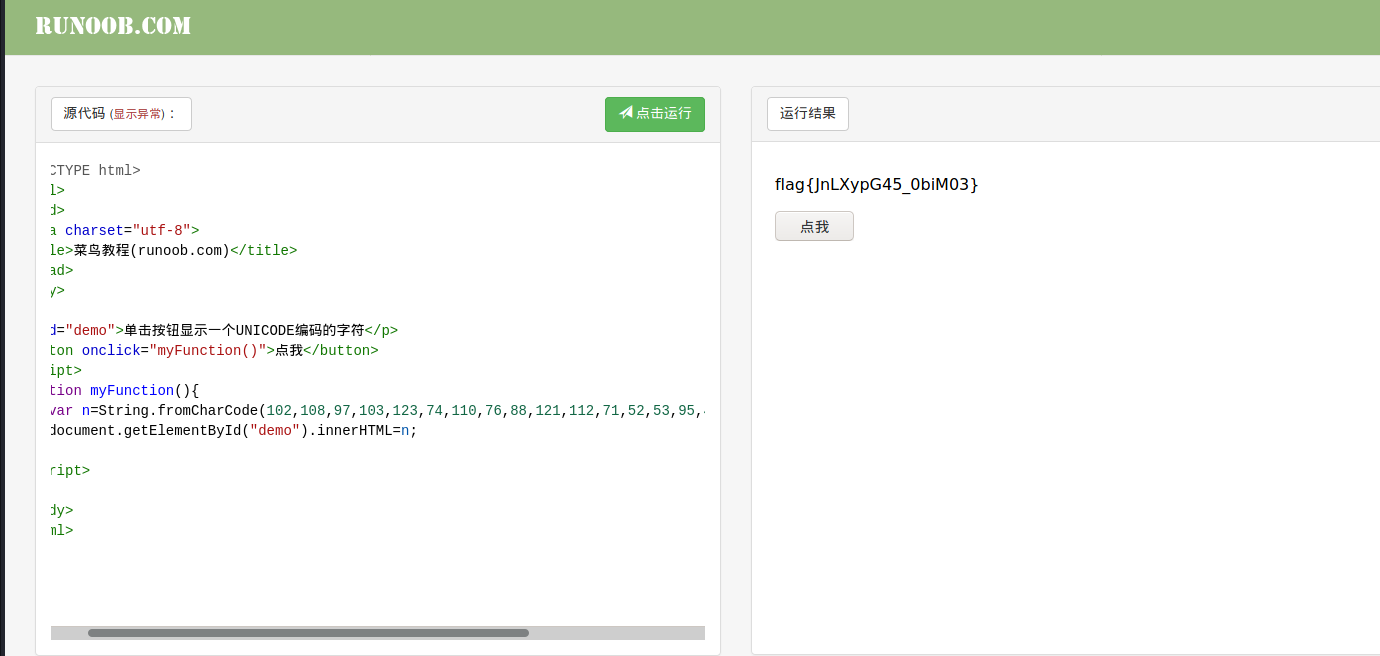 RUNOOB.COM
源代码 (显示异常) :
点击运行
CTYPE html>
l>
d>
a charset="utf-8">
le>菜鸟教程(runoob.com)</title>
ad>
y>
d="demo">单击按钮显示一个UNICODE编码的字符</p>
ton onclick="myFunction()">点我</button>
ipt>
tion myFunction(){
var n=String.fromCharCode(102,108,97,103,123,74,110,76,88,121,112,71,52,53,95,
document.getElementById("demo").innerHTML=n;
ript>
dy>
ml>
运行结果
flag{JnLXypG45_0biM03}
点我